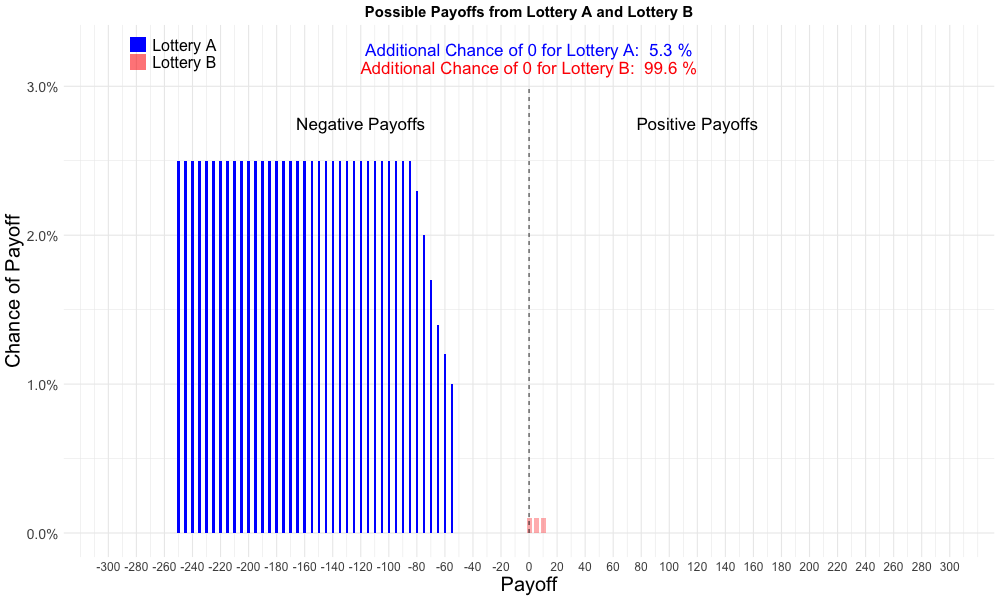 Possible Payoffs from Lottery A and Lottery B
Lottery A
Lottery B
Additional Chance of 0 for Lottery A:  5.3 %
Additional Chance of 0 for Lottery B:  99.6 %
Negative Payoffs
Positive Payoffs
Chance of Payoff
3.0%
2.0%
1.0%
0.0%
-300 -280 -260 -240 -220 -200 -180 -160 -140 -120 -100 -80 -60 -40 -20 0 20 40 60 80 100 120 140 160 180 200 220 240 260 280 300
Payoff